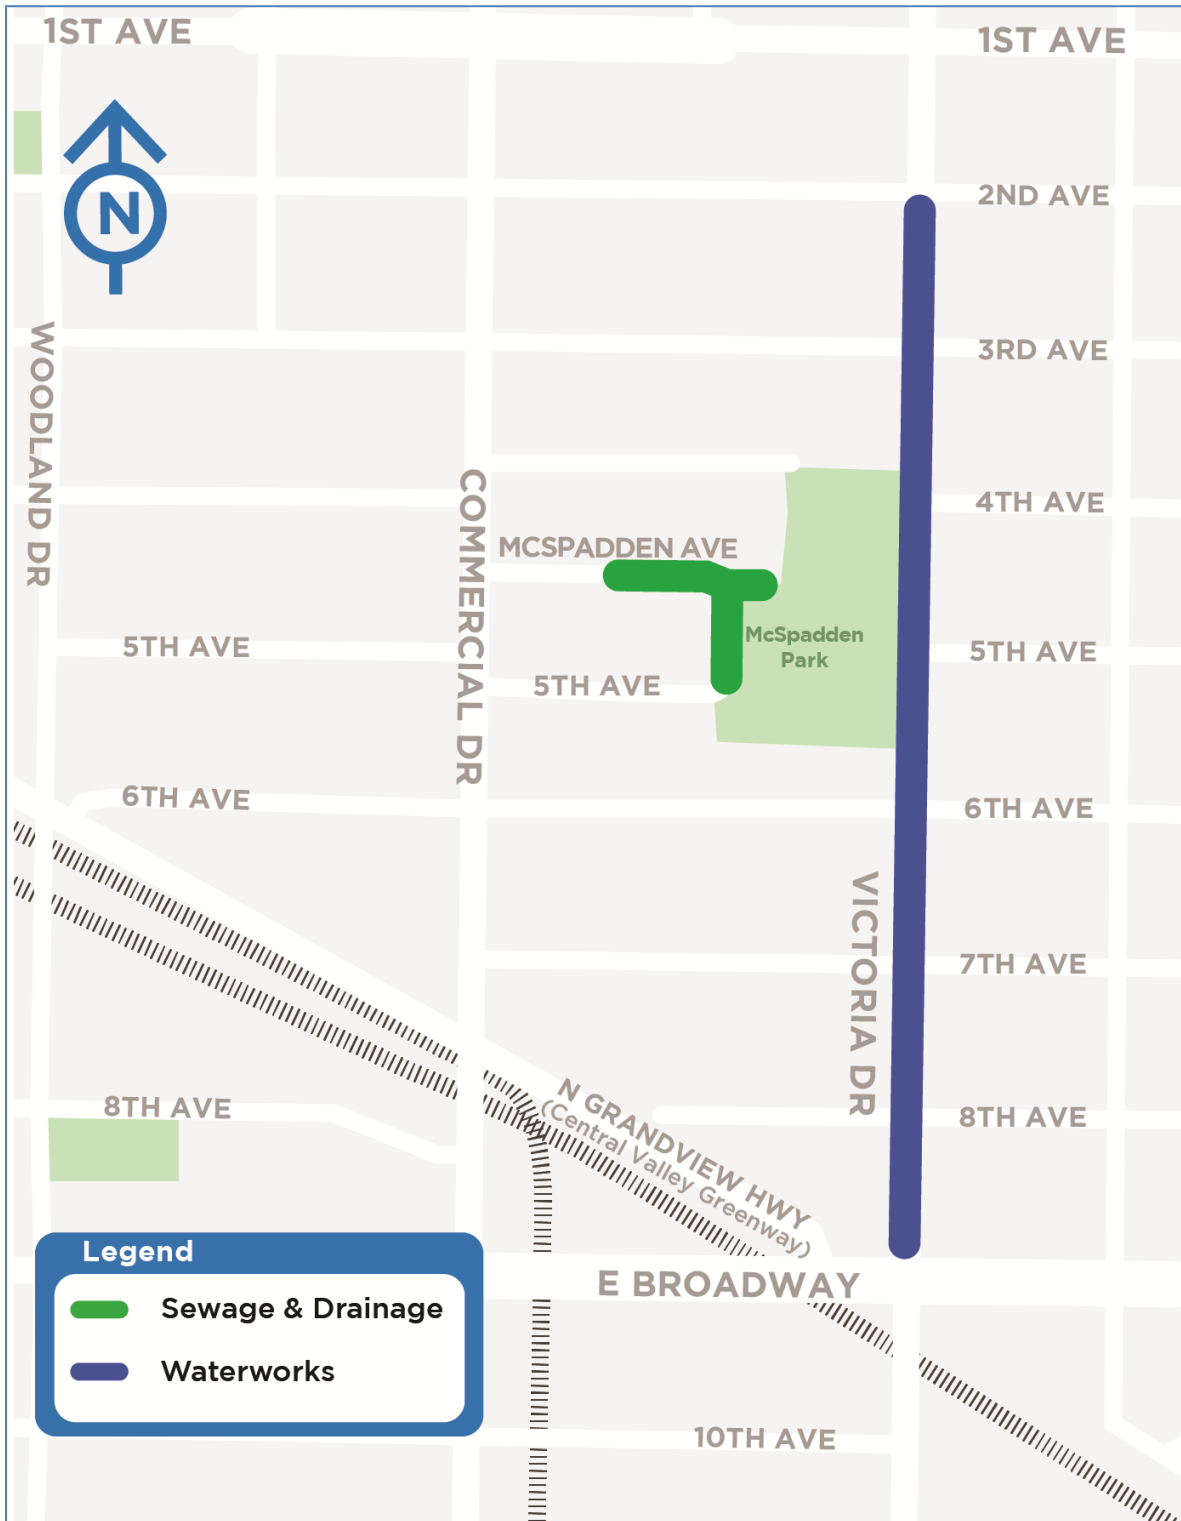 1ST AVE
1ST AVE
N
2ND AVE
3RD AVE
WOODLAND DR
COMMERCIAL DR
4TH AVE
MCSPADDEN AVE
McSpadden
Park
5TH AVE
5TH AVE
5TH AVE
6TH AVE
6TH AVE
VICTORIA DR
7TH AVE
8TH AVE
N GRANDVIEW HWY
(Central Valley Greenway)
8TH AVE
Legend
Sewage & Drainage
Waterworks
E BROADWAY
10TH AVE